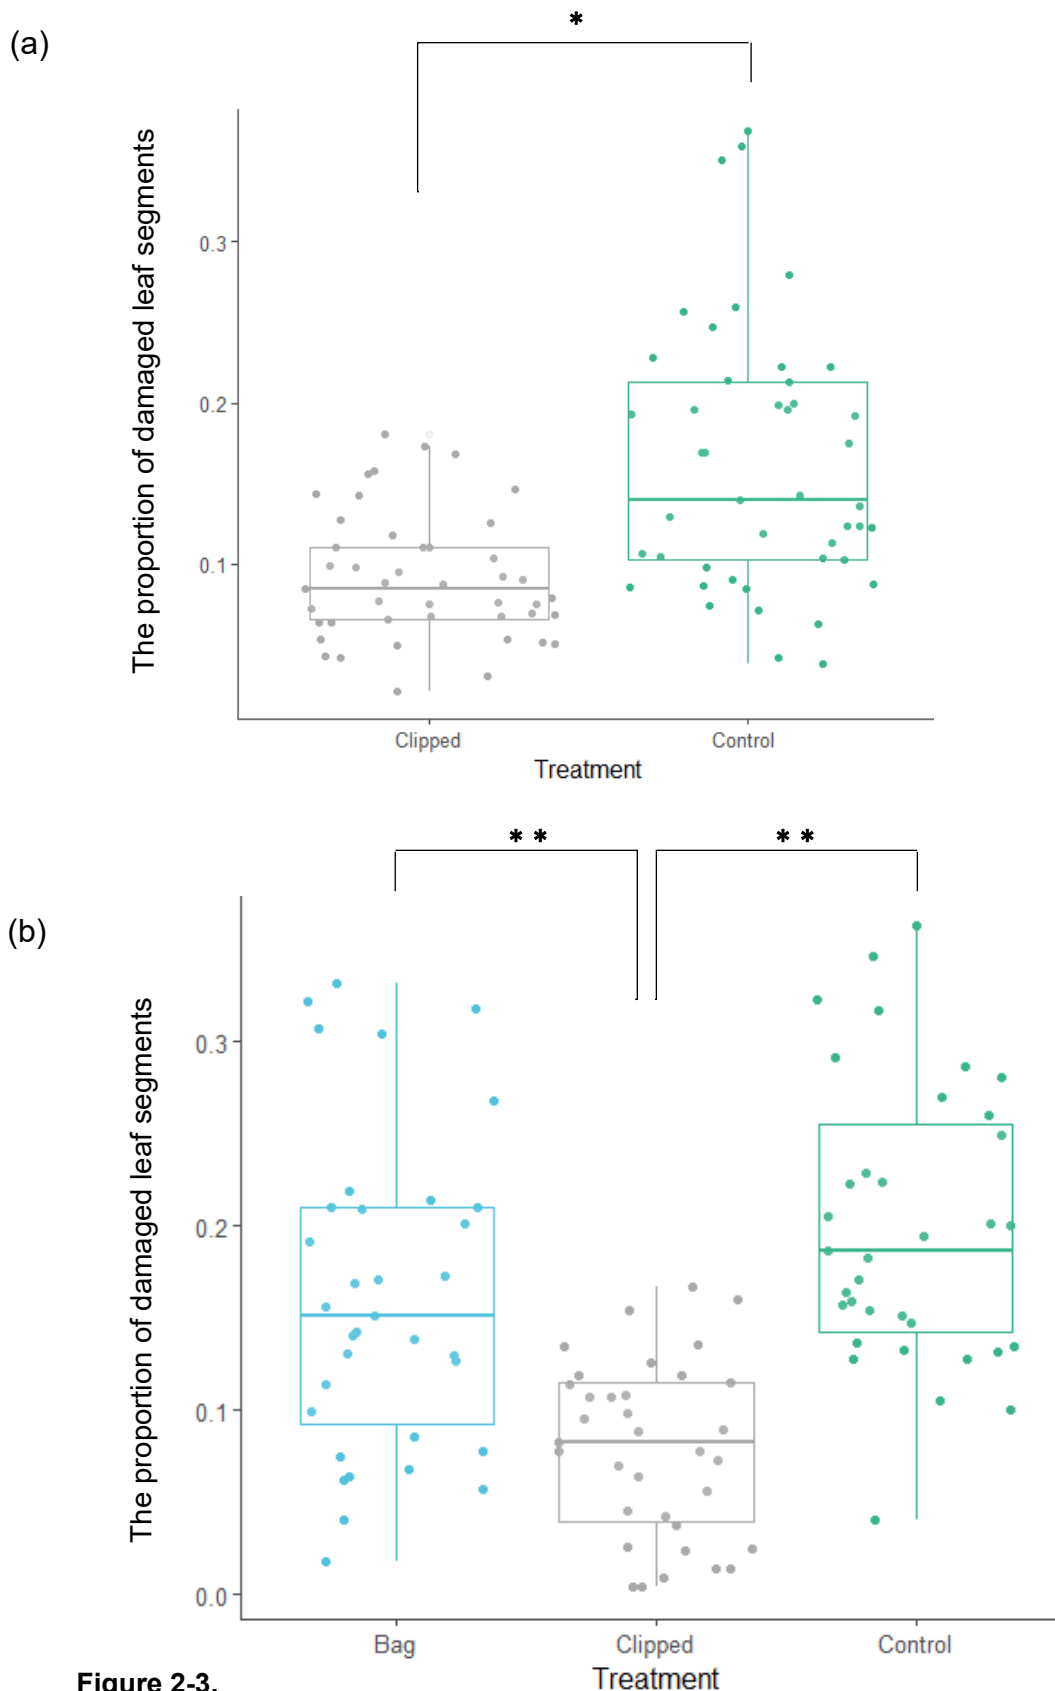 (a)
*
The proportion of damaged leaf segments
0.3
0.2
0.1
Clipped Control
Treatment
** **
(b)
The proportion of damaged leaf segments
0.3
0.2
0.1
0.0
Bag Clipped Control
Treatment
Figure 2-3.